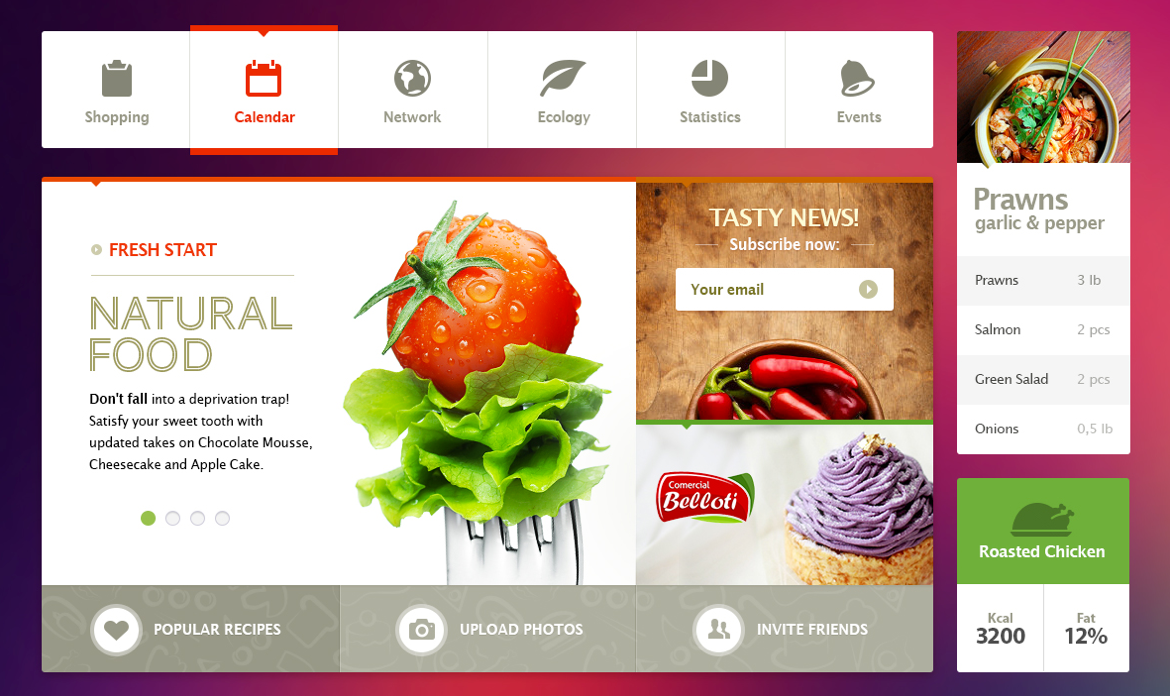 Shopping
Calendar
Network
Ecology
Statistics
Events
FRESH START
NATURAL
FOOD
Don't fall into a deprivation trap!
Satisfy your sweet tooth with
updated takes on Chocolate Mousse,
Cheesecake and Apple Cake.
TASTY NEWS!
Subscribe now:
Your email
Comercial
Belloti
POPULAR RECIPES
UPLOAD PHOTOS
INVITE FRIENDS
Prawns
garlic & pepper
Prawns 3 lb
Salmon 2 pcs
Green Salad 2 pcs
Onions 0,5 lb
Roasted Chicken
Kcal
3200
Fat
12%